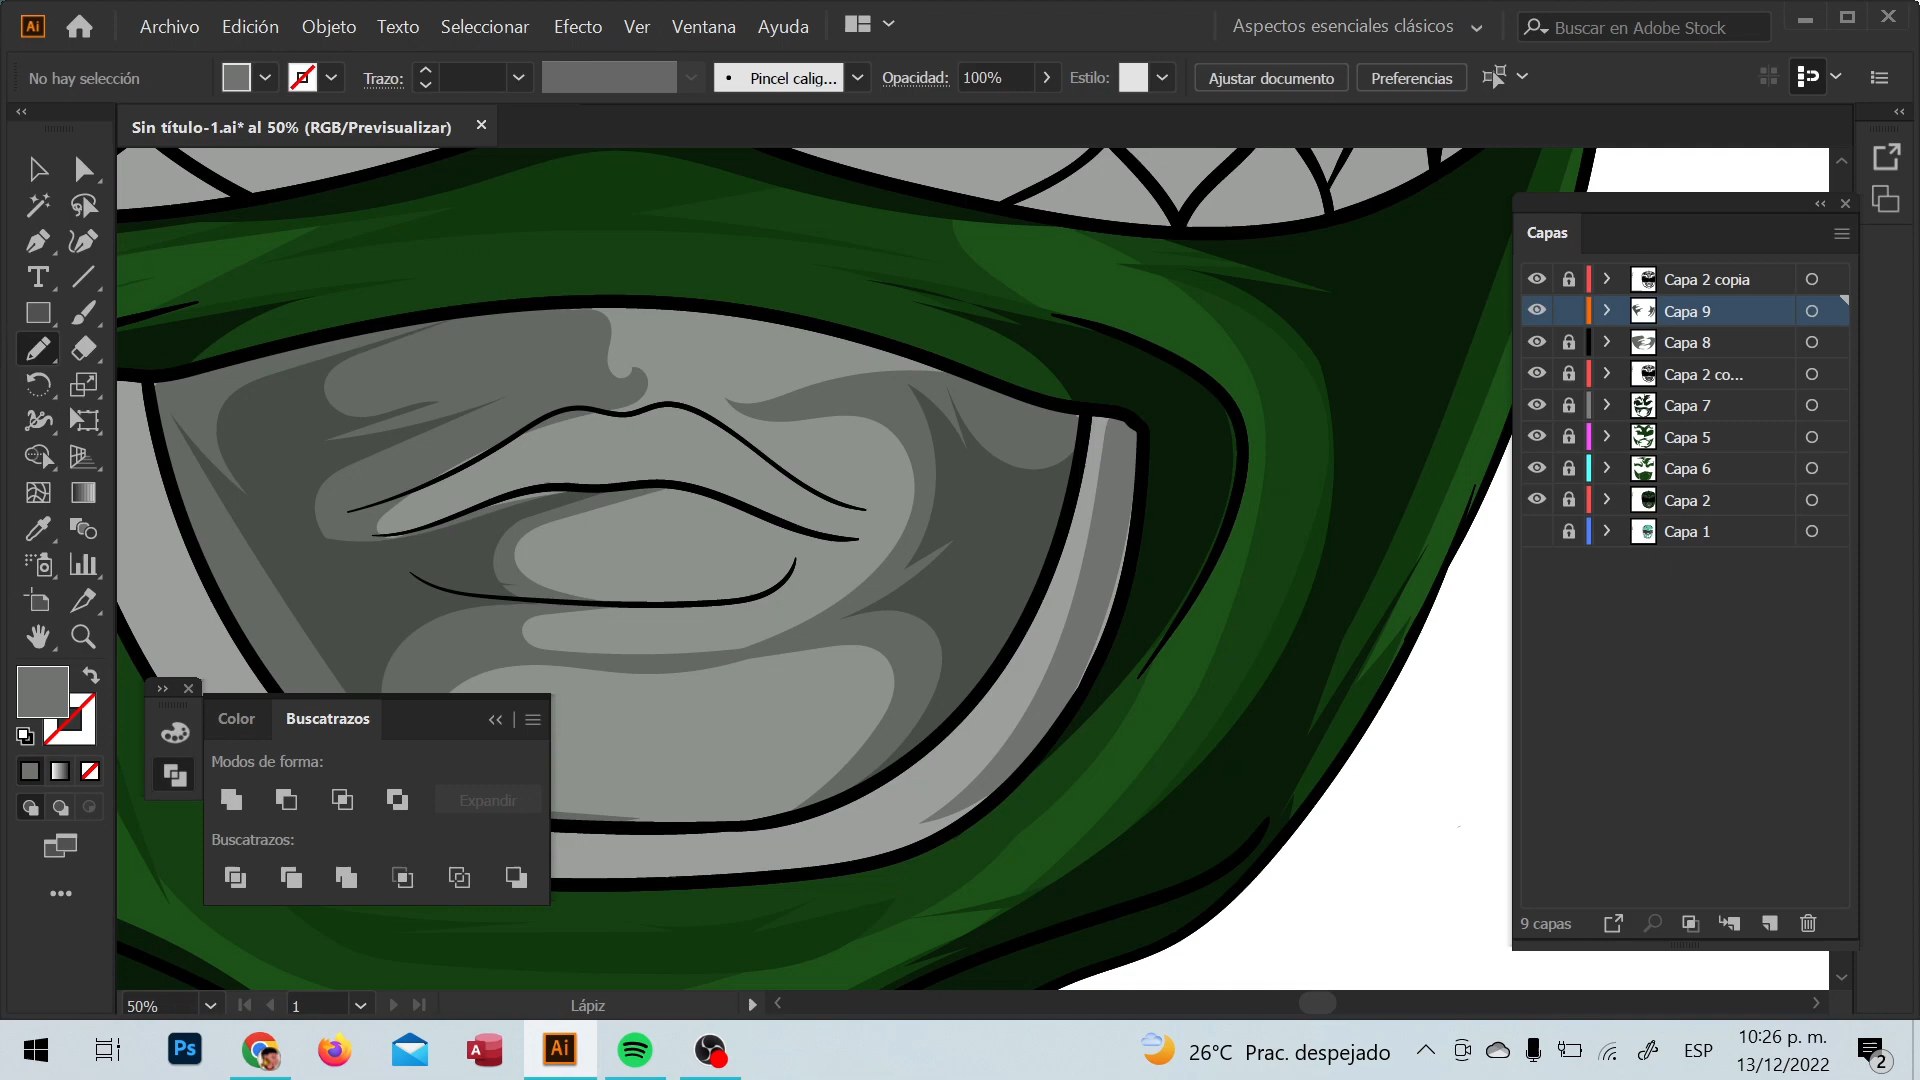 Ai Archivo Edición Objeto Texto Seleccionar Efecto Ver Ventana Ayuda Aspectos esenciales clásicos Buscar en Adobe Stock
No hay selección Trazo: Pincel calig... Opacidad: 100% Estilo: Ajustar documento Preferencias
Sin título-1.ai* al 50% (RGB/Previsualizar)
Capas
Capa 2 copia
Capa 9
Capa 8
Capa 2 co...
Capa 7
Capa 5
Capa 6
Capa 2
Capa 1
Color Buscatrazos
Modos de forma:
Expandir
Buscatrazos:
9 capas
50% 1 Lápiz
Ps A Ai 26°C Prac. despejado ESP 10:26 p. m.
13/12/2022 2